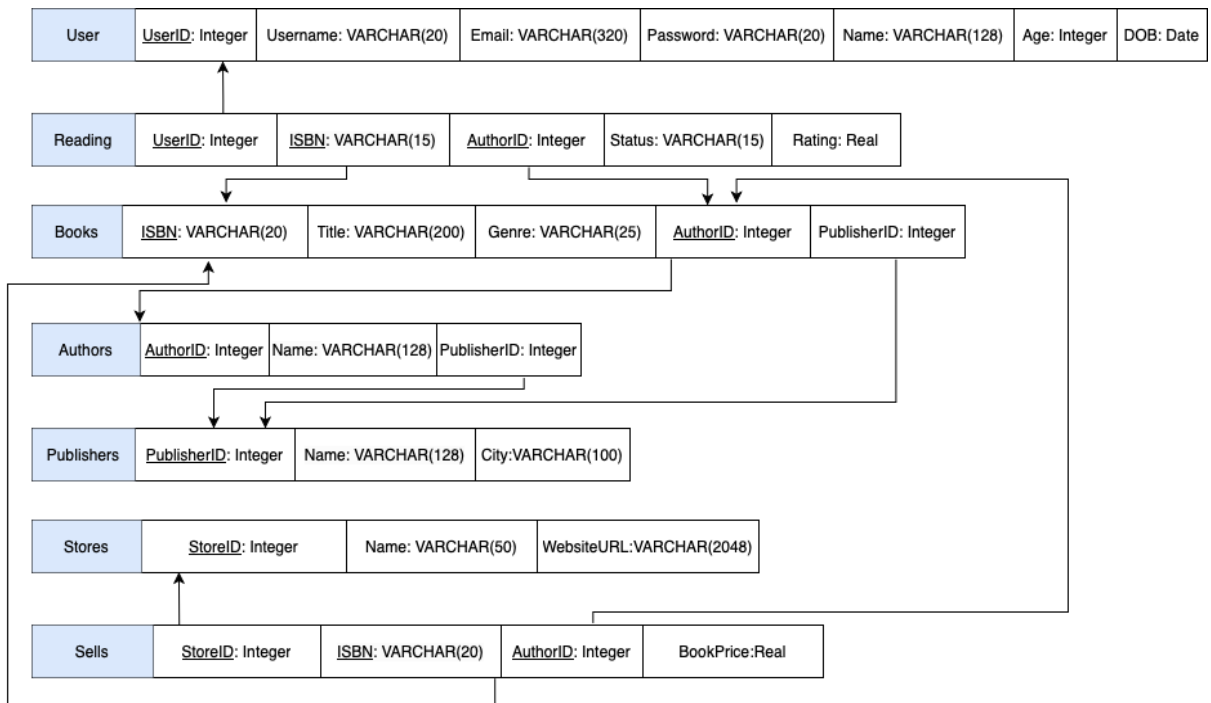 User UserID: Integer Username: VARCHAR(20) Email: VARCHAR(320) Password: VARCHAR(20) Name: VARCHAR(128) Age: Integer DOB: Date
Reading UserID: Integer ISBN: VARCHAR(15) AuthorID: Integer Status: VARCHAR(15) Rating: Real
Books ISBN: VARCHAR(20) Title: VARCHAR(200) Genre: VARCHAR(25) AuthorID: Integer PublisherID: Integer
Authors AuthorID: Integer Name: VARCHAR(128) PublisherID: Integer
Publishers PublisherID: Integer Name: VARCHAR(128) City:VARCHAR(100)
Stores StoreID: Integer Name: VARCHAR(50) WebsiteURL:VARCHAR(2048)
Sells StoreID: Integer ISBN: VARCHAR(20) AuthorID: Integer BookPrice:Real